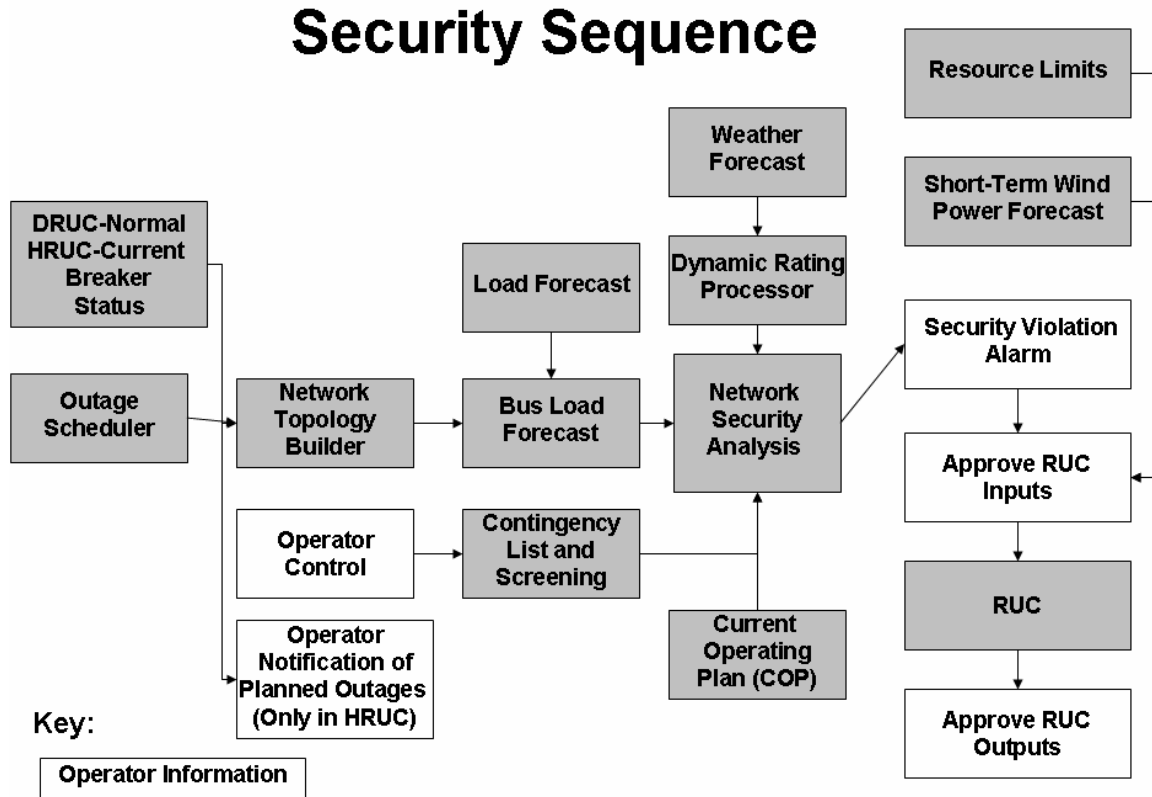 Security Sequence
Resource Limits
Weather
Forecast
Short-Term Wind
Power Forecast
DRUC-Normal
HRUC-Current
Breaker
Status
Load Forecast
Dynamic Rating
Processor
Security Violation
Alarm
Outage
Scheduler
Network
Topology
Builder
Bus Load
Forecast
Network
Security
Analysis
Approve RUC
Inputs
Operator
Control
Contingency
List and
Screening
RUC
Operator
Notification of
Planned Outages
(Only in HRUC)
Current
Operating
Plan (COP)
Approve RUC
Outputs
Key:
Operator Information